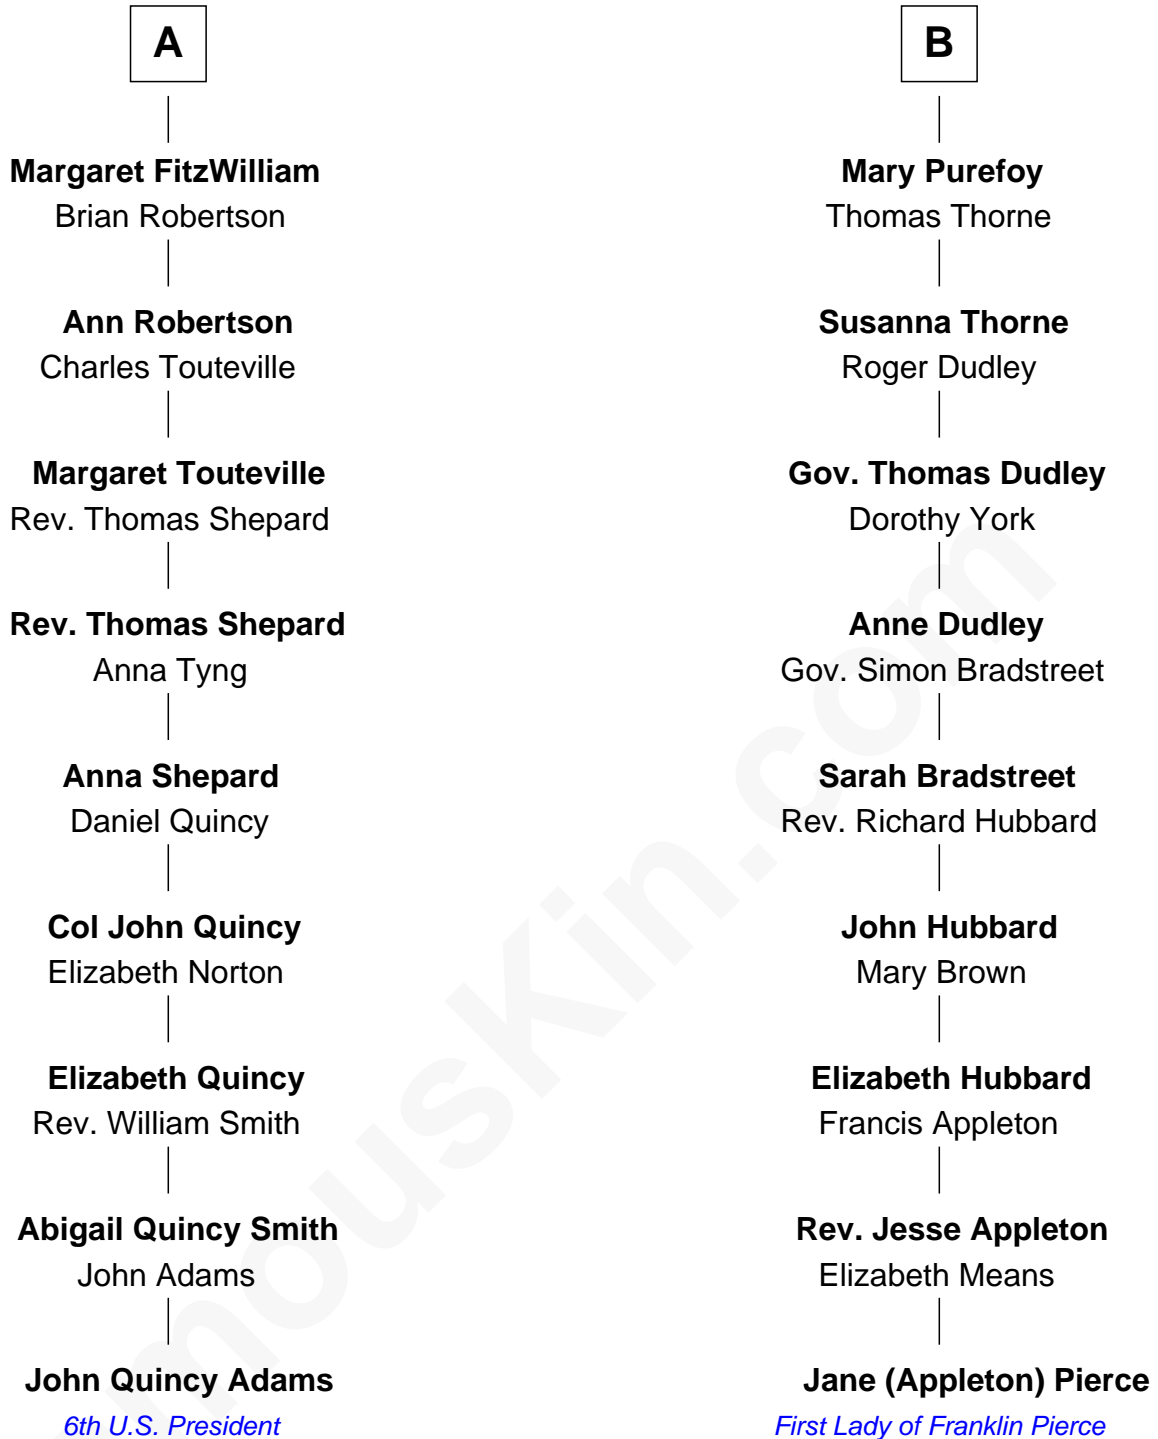 A
Margaret FitzWilliam
Brian Robertson
Ann Robertson
Charles Touteville
Margaret Touteville
Rev. Thomas Shepard
Rev. Thomas Shepard
Anna Tyng
Anna Shepard
Daniel Quincy
Col John Quincy
Elizabeth Norton
Elizabeth Quincy
Rev. William Smith
Abigail Quincy Smith
John Adams
John Quincy Adams
6th U.S. President
B
Mary Purefoy
Thomas Thorne
Susanna Thorne
Roger Dudley
Gov. Thomas Dudley
Dorothy York
Anne Dudley
Gov. Simon Bradstreet
Sarah Bradstreet
Rev. Richard Hubbard
John Hubbard
Mary Brown
Elizabeth Hubbard
Francis Appleton
Rev. Jesse Appleton
Elizabeth Means
Jane (Appleton) Pierce
First Lady of Franklin Pierce
mousKin.com